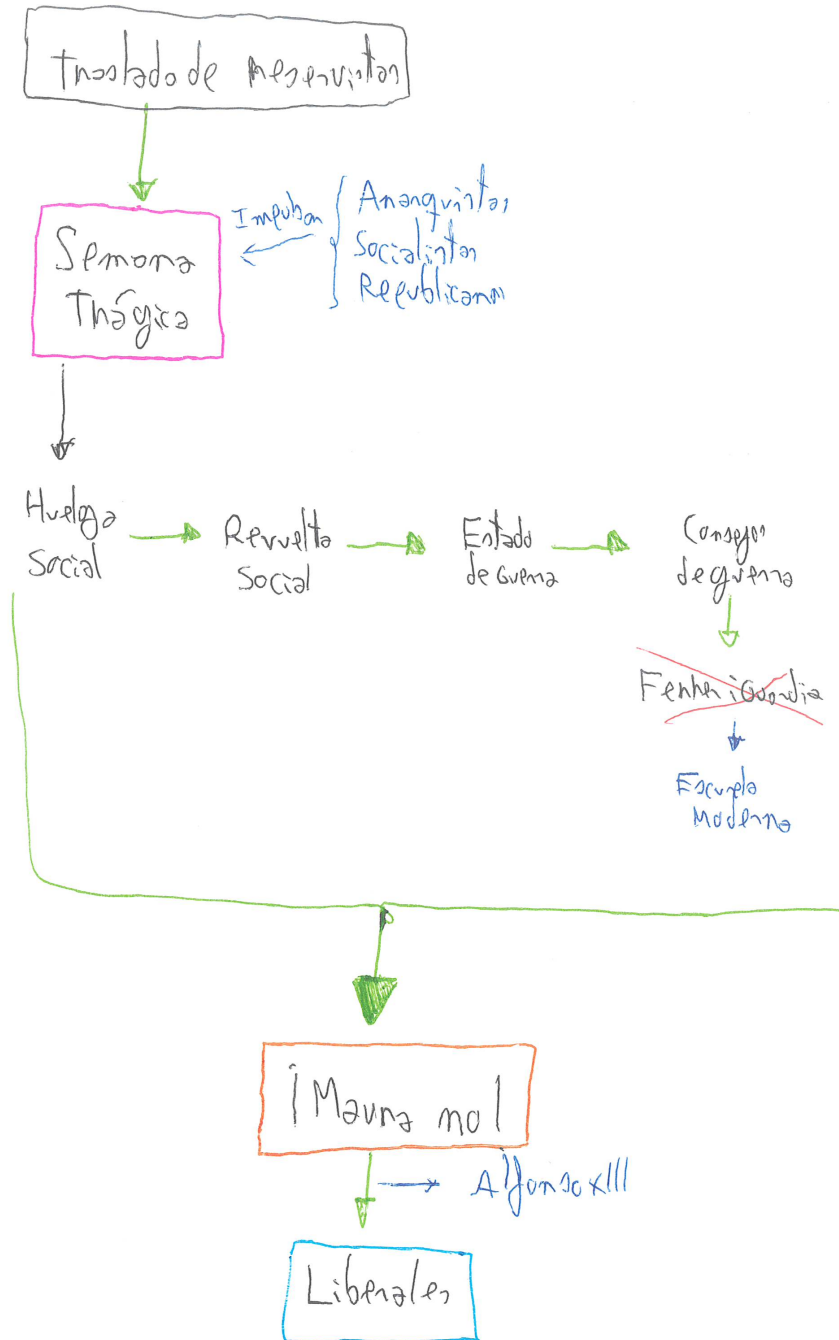 Traslado de reservistas
Impulsan
Anarquistas
Socialistas
Republicanos
Semana
Trágica
Huelga
Social
Revuelta
Social
Estado
de Guerra
Consejos
de guerra
Ferrer i Guardia
Escuela
Moderna
¡Maura no!
Alfonso XIII
Liberales